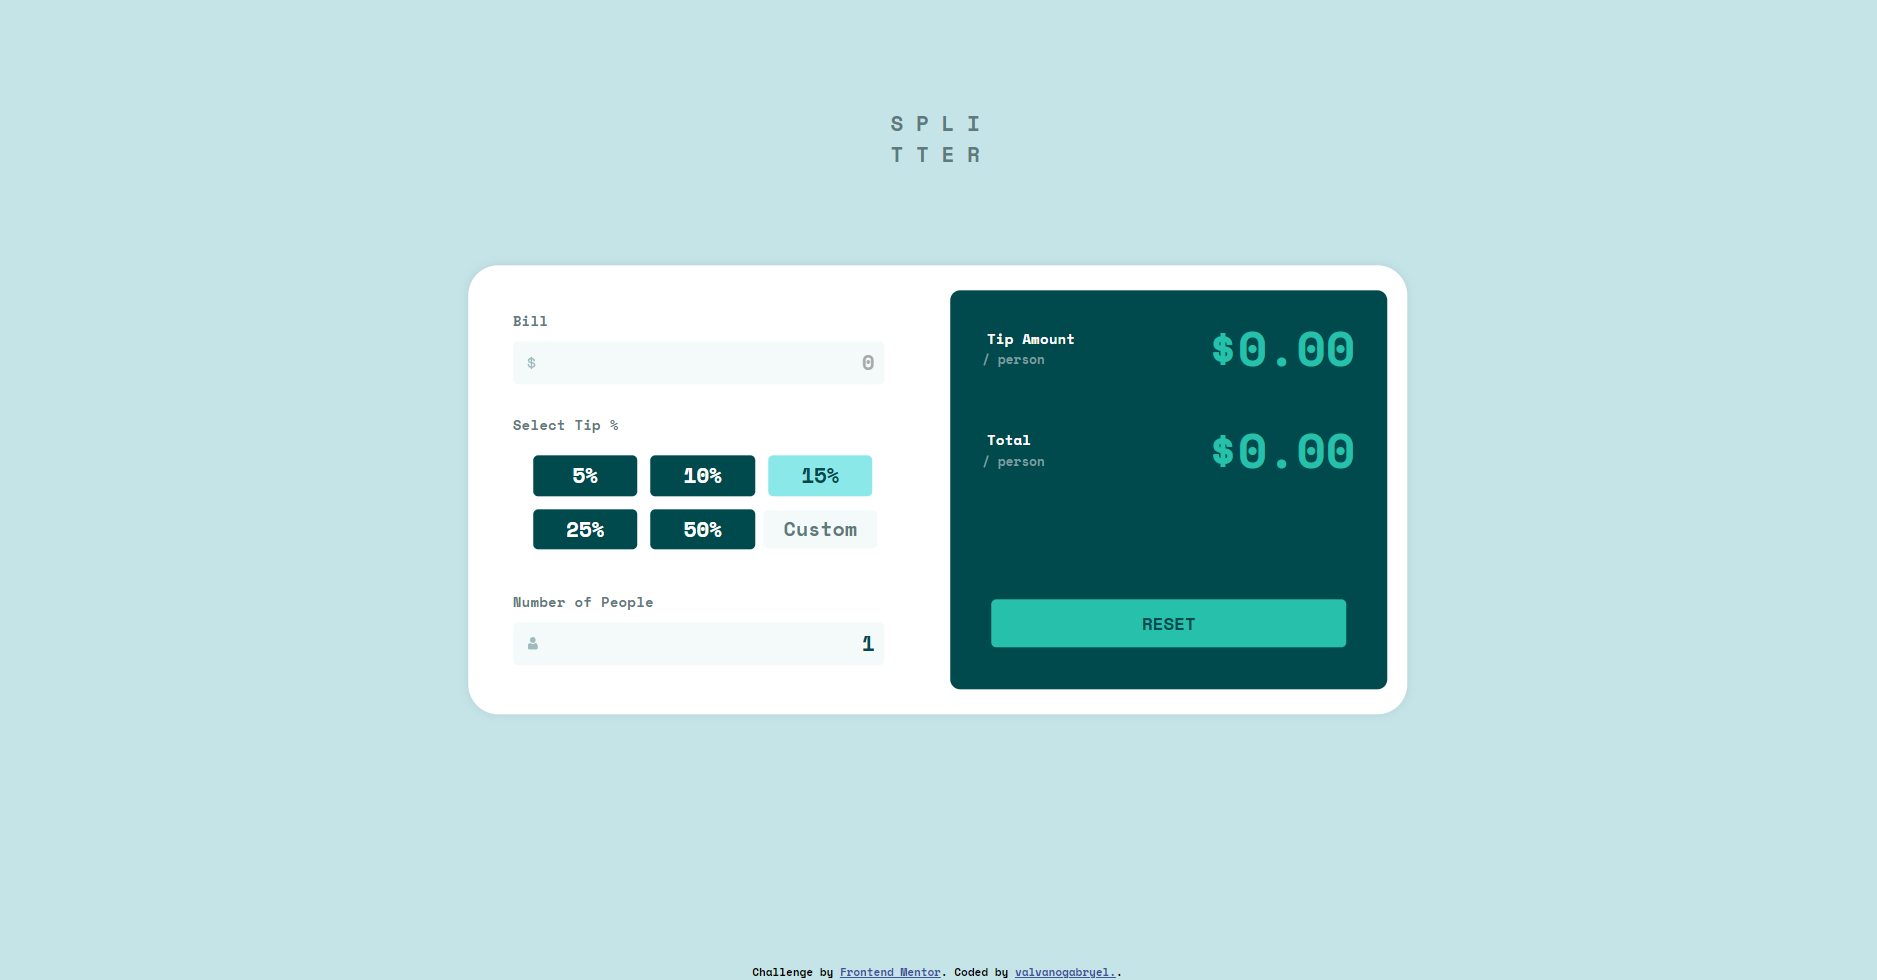 S P L I
T T E R
Bill
$ 0
Select Tip %
5% 10% 15%
25% 50% Custom
Number of People
1
Tip Amount
/ person
$0.00
Total
/ person
$0.00
RESET
Challenge by Frontend Mentor. Coded by valvanogabryel..